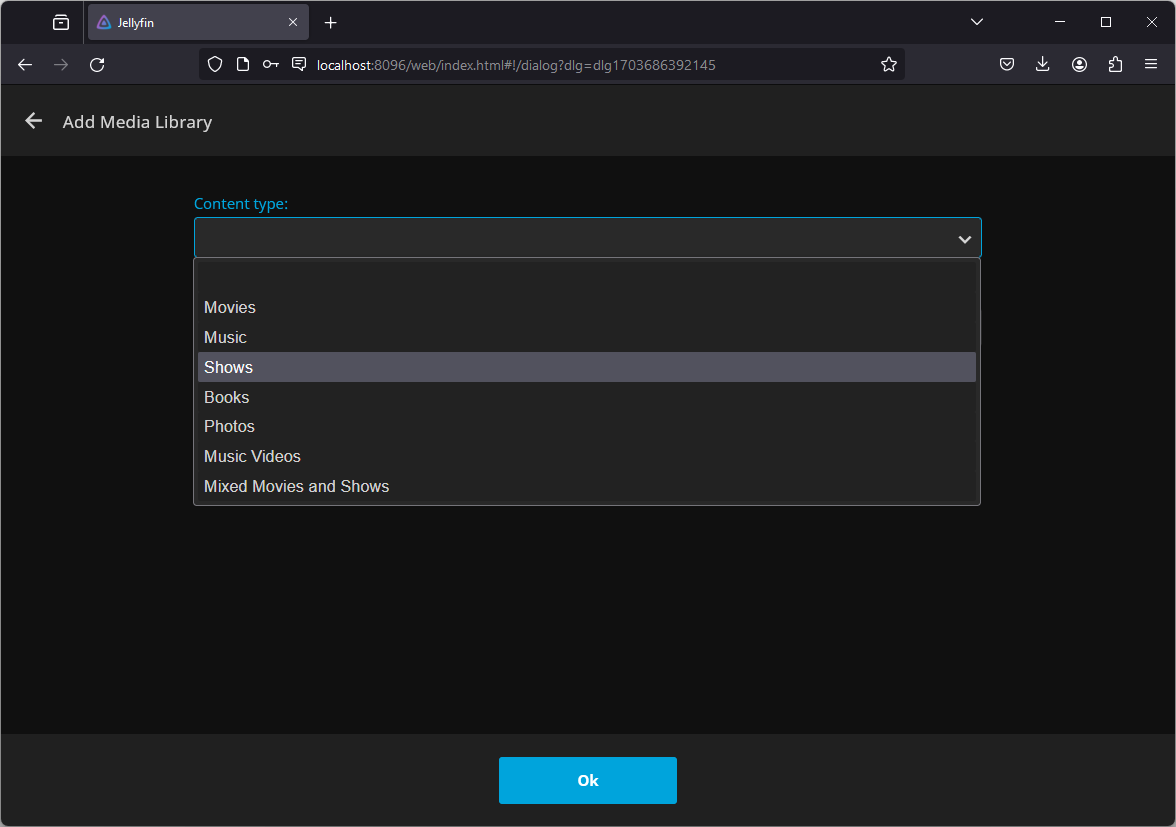 Jellyfin
localhost:8096/web/index.html#!/dialog?dlg=dlg1703686392145
Add Media Library
Content type:
Movies
Music
Shows
Books
Photos
Music Videos
Mixed Movies and Shows
Ok